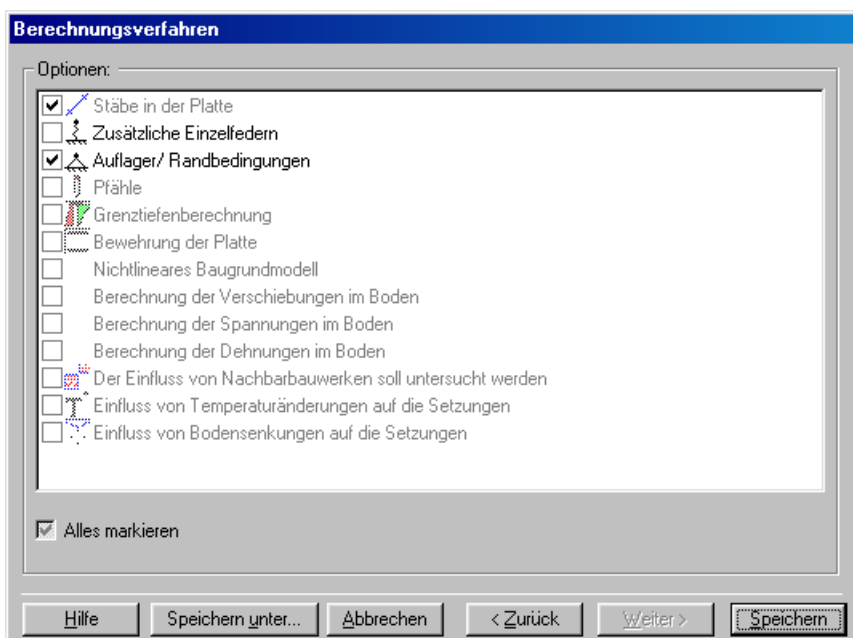 Berechnungsverfahren
Optionen:
Stäbe in der Platte
Zusätzliche Einzelfedern
Auflager/ Randbedingungen
Pfähle
Grenztiefenberechnung
Bewehrung der Platte
Nichtlineares Baugrundmodell
Berechnung der Verschiebungen im Boden
Berechnung der Spannungen im Boden
Berechnung der Dehnungen im Boden
Der Einfluss von Nachbarbauwerken soll untersucht werden
Einfluss von Temperaturänderungen auf die Setzungen
Einfluss von Bodensenkungen auf die Setzungen
Alles markieren
Hilfe Speichern unter... Abbrechen < Zurück Weiter > Speichern